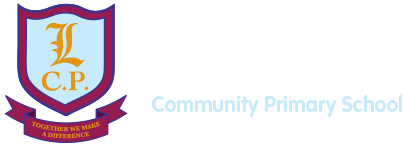 L
C.P.
TOGETHER WE MAKE
A DIFFERENCE
Community Primary School